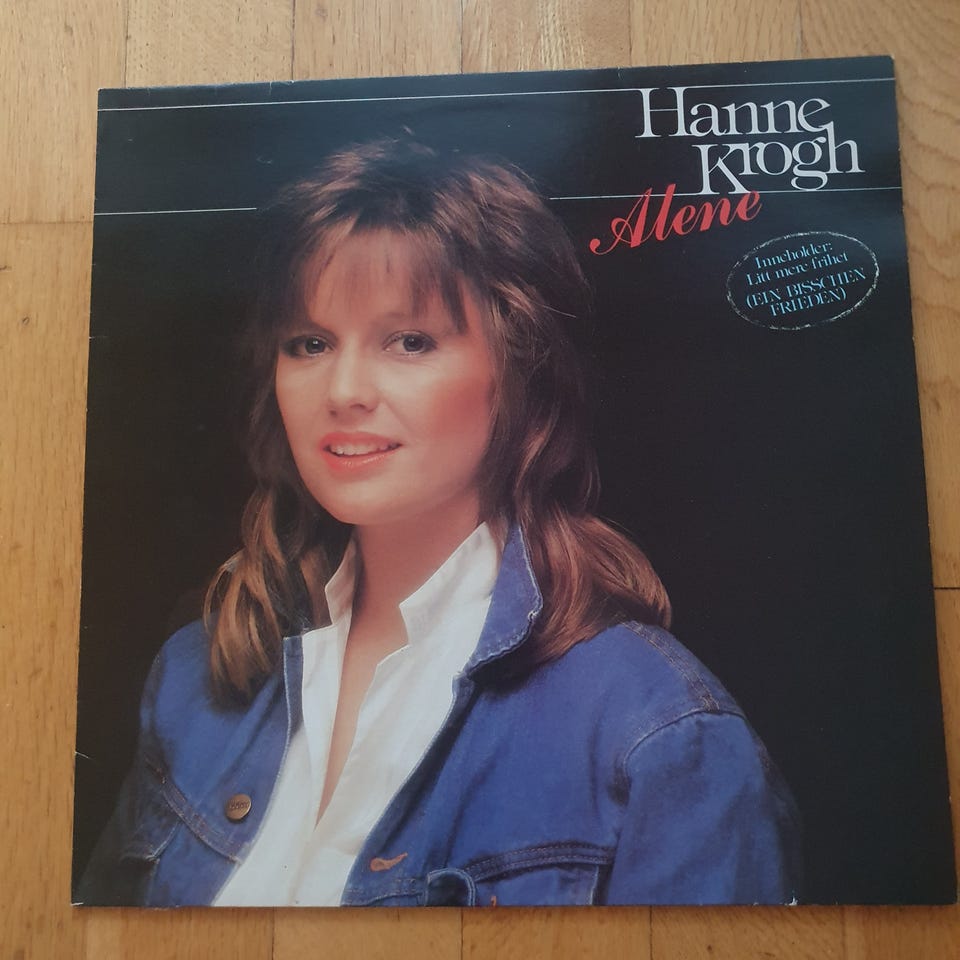 Hanne
Krogh
Alene
Inneholder:
Litt mere frihet
(EIN BISSCHEN
FRIEDEN)